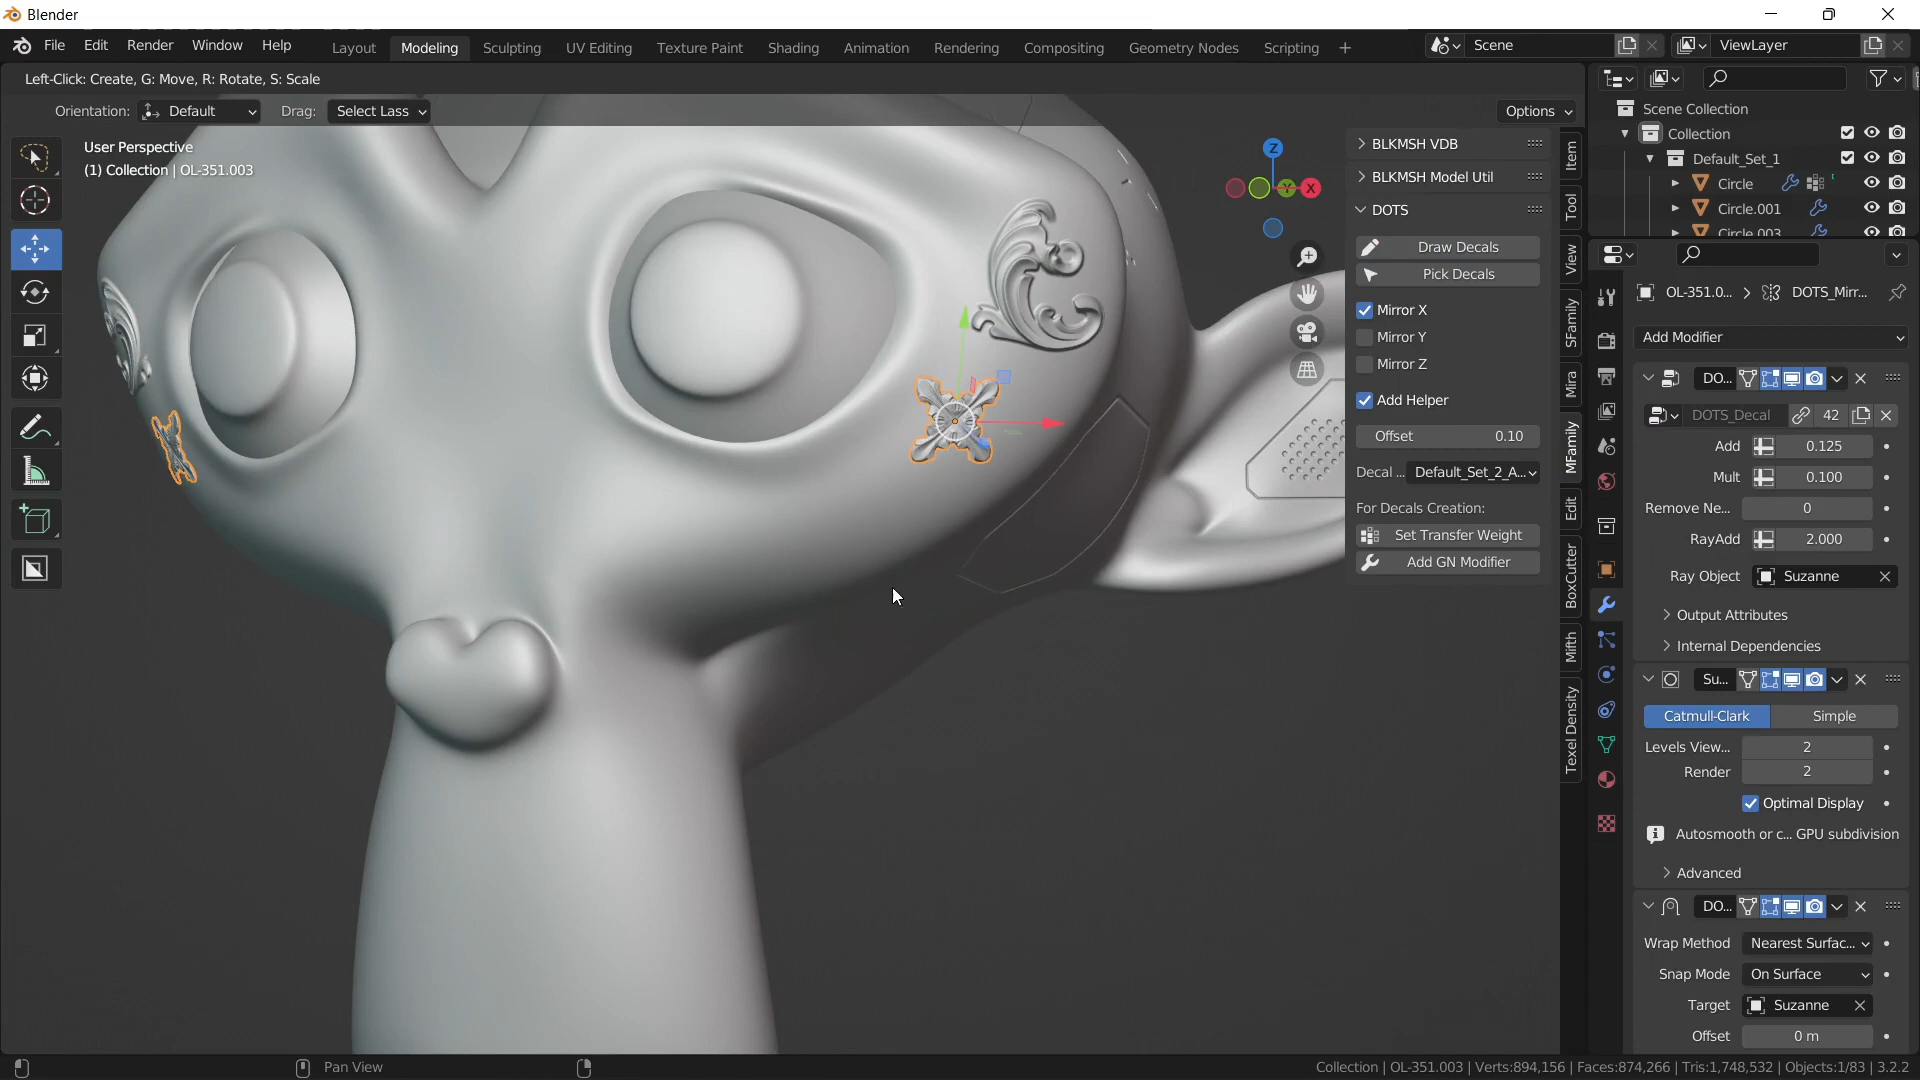 Blender
File Edit Render Window Help
Layout Modeling Sculpting UV Editing Texture Paint Shading Animation Rendering Compositing Geometry Nodes Scripting +
Scene
ViewLayer
Left-Click: Create, G: Move, R: Rotate, S: Scale
Orientation: Default Drag: Select Lass
Options
User Perspective
(1) Collection | OL-351.003
Z
Y
X
BLKMSH VDB
BLKMSH Model Util
DOTS
Draw Decals
Pick Decals
Mirror X
Mirror Y
Mirror Z
Add Helper
Offset 0.10
Decal ... Default_Set_2_A...
For Decals Creation:
Set Transfer Weight
Add GN Modifier
Item
Tool
View
SFamily
Mira
MFamily
Edit
BoxCutter
Mifth
Texel Density
Scene Collection
Collection
Default_Set_1
Circle
Circle.001
Circle.003
OL-351.0... > DOTS_Mirr...
Add Modifier
DO...
DOTS_Decal 42
Add 0.125
Mult 0.100
Remove Ne... 0
RayAdd 2.000
Ray Object Suzanne
Output Attributes
Internal Dependencies
Su...
Catmull-Clark Simple
Levels View... 2
Render 2
Optimal Display
Autosmooth or c... GPU subdivision
Advanced
DO...
Wrap Method Nearest Surfac...
Snap Mode On Surface
Target Suzanne
Offset 0 m
Pan View
Collection | OL-351.003 | Verts:894,156 | Faces:874,266 | Tris:1,748,532 | Objects:1/83 | 3.2.2